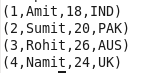 (1,Amit,18,IND)
(2,Sumit,20,PAK)
(3,Rohit,26,AUS)
(4,Namit,24,UK)